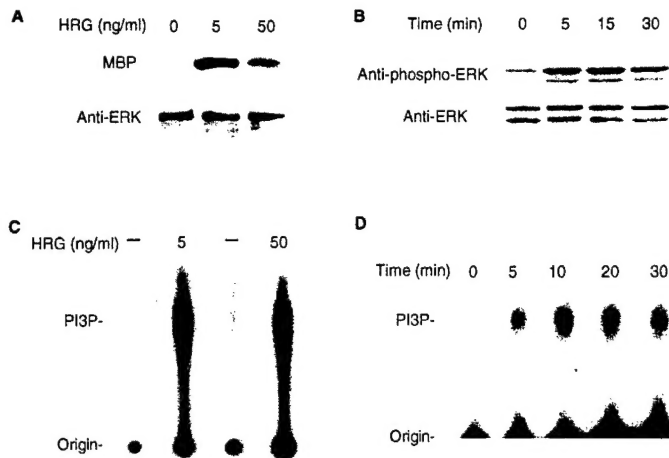 A
HRG (ng/ml) 0 5 50
MBP
Anti-ERK
B
Time (min) 0 5 15 30
Anti-phospho-ERK
Anti-ERK
C
HRG (ng/ml) — 5 — 50
PI3P-
Origin-
D
Time (min) 0 5 10 20 30
PI3P-
Origin-